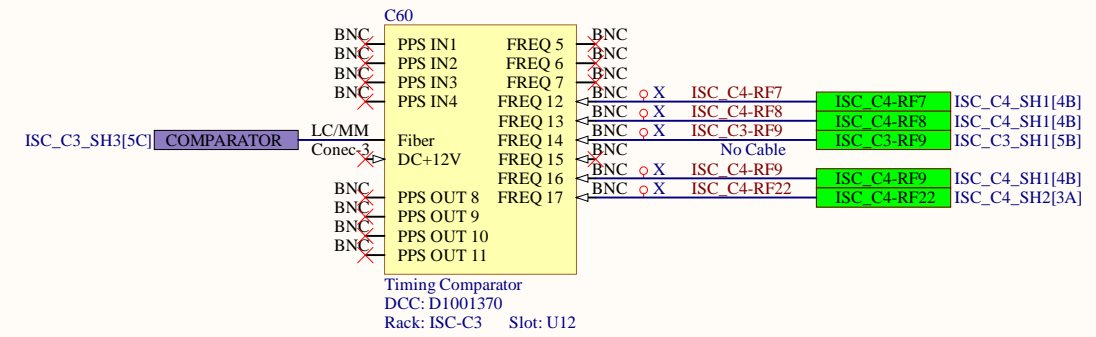 C60
BNC PPS IN1 FREQ 5 BNC
BNC PPS IN2 FREQ 6 BNC
BNC PPS IN3 FREQ 7 BNC
BNC PPS IN4 FREQ 12 BNC X ISC_C4-RF7 ISC_C4-RF7 ISC_C4_SH1[4B]
FREQ 13 BNC X ISC_C4-RF8 ISC_C4-RF8 ISC_C4_SH1[4B]
ISC_C3_SH3[5C] COMPARATOR LC/MM Fiber FREQ 14 BNC X ISC_C3-RF9 ISC_C3-RF9 ISC_C3_SH1[5B]
Conec-3 DC+12V FREQ 15 BNC No Cable
FREQ 16 BNC X ISC_C4-RF9 ISC_C4-RF9 ISC_C4_SH1[4B]
BNC PPS OUT 8 FREQ 17 BNC X ISC_C4-RF22 ISC_C4-RF22 ISC_C4_SH2[3A]
BNC PPS OUT 9
BNC PPS OUT 10
BNC PPS OUT 11
Timing Comparator
DCC: D1001370
Rack: ISC-C3 Slot: U12